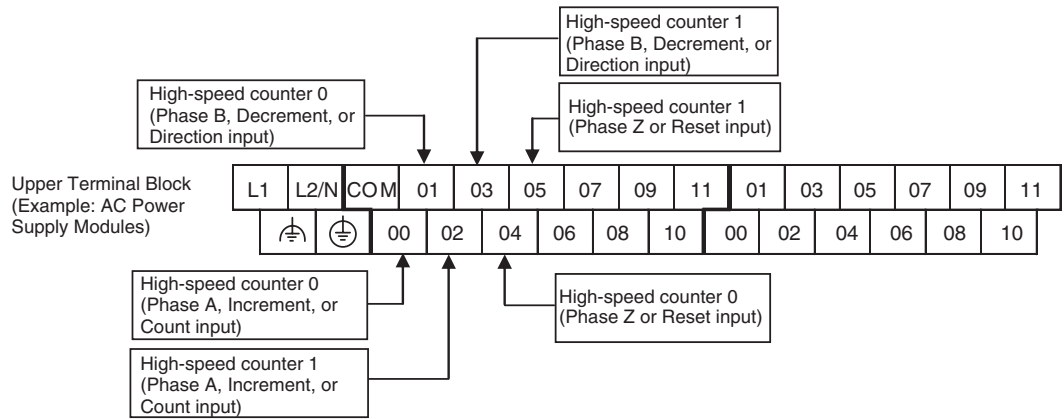 High-speed counter 1
(Phase B, Decrement, or
Direction input)
High-speed counter 0
(Phase B, Decrement, or
Direction input)
High-speed counter 1
(Phase Z or Reset input)
Upper Terminal Block
(Example: AC Power
Supply Modules)
L1 L2/N COM 01 03 05 07 09 11 01 03 05 07 09 11
00 02 04 06 08 10 00 02 04 06 08 10
High-speed counter 0
(Phase A, Increment, or
Count input)
High-speed counter 0
(Phase Z or Reset input)
High-speed counter 1
(Phase A, Increment, or
Count input)